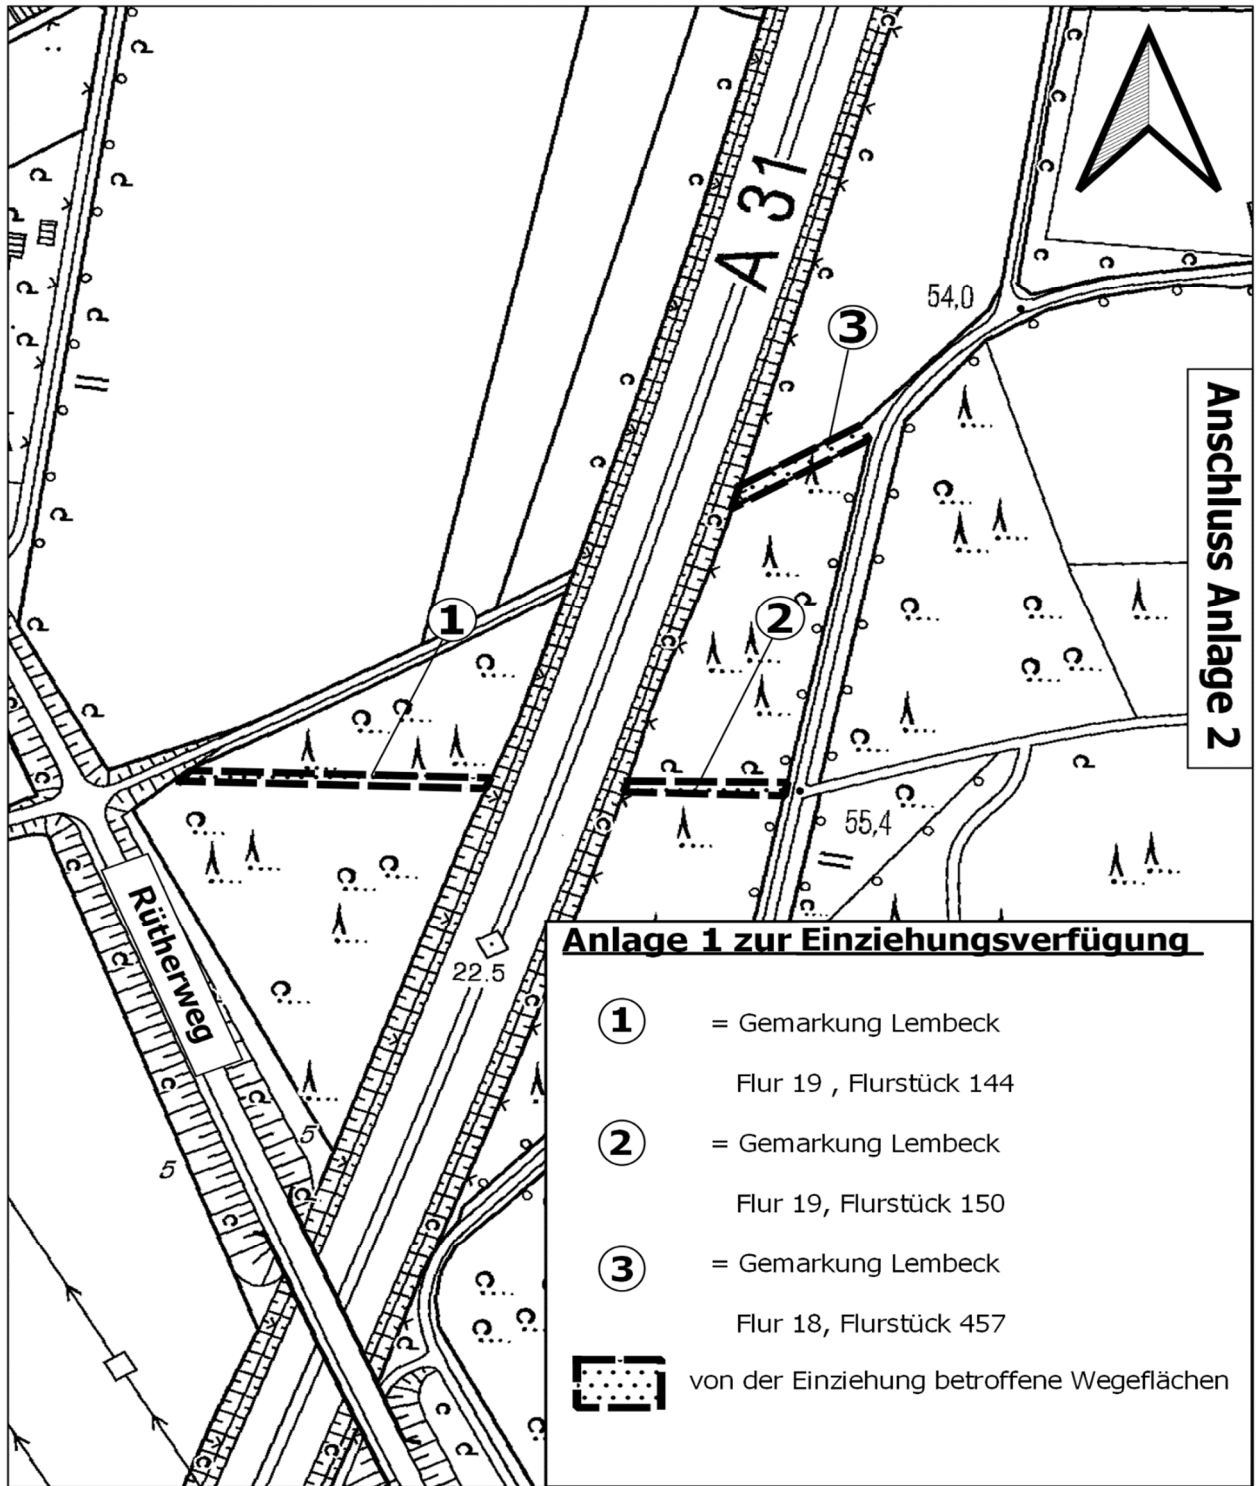 A 31
54,0
3
Anschluss Anlage 2
1
2
55,4
Rütherweg
22.5
5
5
Anlage 1 zur Einziehungsverfügung
1 = Gemarkung Lembeck
Flur 19 , Flurstück 144
2 = Gemarkung Lembeck
Flur 19, Flurstück 150
3 = Gemarkung Lembeck
Flur 18, Flurstück 457
von der Einziehung betroffene Wegeflächen